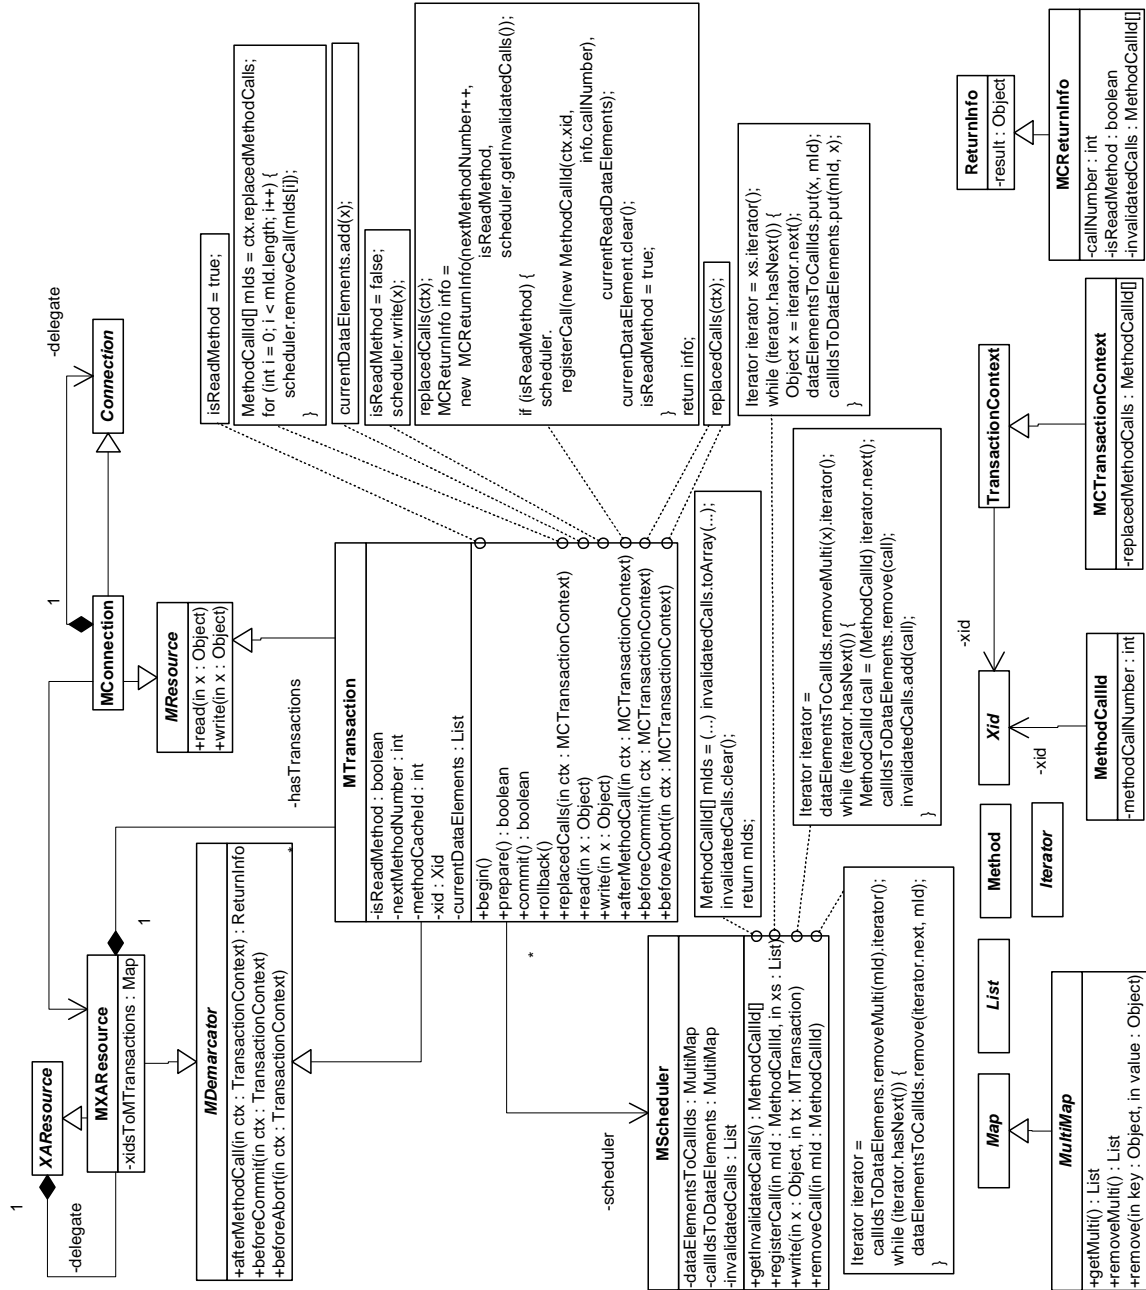 1
-delegate
XAResource
MXAResource
-xidsToMTransactions : Map
1
MDemarcator
+afterMethodCall(in ctx : TransactionContext) : ReturnInfo
+beforeCommit(in ctx : TransactionContext)
+beforeAbort(in ctx : TransactionContext)
*
-hasTransactions
MConnection
1
-delegate
Connection
MResource
+read(in x : Object)
+write(in x : Object)
MTransaction
-isReadMethod : boolean
-nextMethodNumber : int
-methodCacheId : int
-xid : Xid
-currentDataElements : List
+begin()
+prepare() : boolean
+commit() : boolean
+rollback()
+replacedCalls(in ctx : MCTransactionContext)
+read(in x : Object)
+write(in x : Object)
+afterMethodCall(in ctx : MCTransactionContext)
+beforeCommit(in ctx : MCTransactionContext)
+beforeAbort(in ctx : MCTransactionContext)
isReadMethod = true;
MethodCallId[] mIds = ctx.replacedMethodCalls;
for (int i = 0; i < mId.length; i++) {
scheduler.removeCall(mIds[i]);
}
currentDataElements.add(x);
isReadMethod = false;
scheduler.write(x);
replacedCalls(ctx);
MCReturnInfo info =
new MCReturnInfo(nextMethodNumber++,
isReadMethod,
scheduler.getInvalidatedCalls());
if (isReadMethod) {
scheduler.
registerCall(new MethodCallId(ctx.xid,
info.callNumber),
currentReadDataElements);
currentDataElement.clear();
isReadMethod = true;
}
return info;
replacedCalls(ctx);
-scheduler
*
MScheduler
-dataElementsToCallIds : MultiMap
-callIdsToDataElements : MultiMap
-invalidatedCalls : List
+getInvalidatedCalls() : MethodCallId[]
+registerCall(in mId : MethodCallId, in xs : List)
+write(in x : Object, in tx : MTransaction)
+removeCall(in mId : MethodCallId)
MethodCallId[] mIds = (...) invalidatedCalls.toArray(...);
invalidatedCalls.clear();
return mIds;
Iterator iterator = xs.iterator();
while (iterator.hasNext()) {
Object x = iterator.next();
dataElementsToCallIds.put(x, mId);
callIdsToDataElements.put(mId, x);
}
Iterator iterator =
dataElementsToCallIds.removeMulti(x).iterator();
while (iterator.hasNext()) {
MethodCallId call = (MethodCallId) iterator.next();
callIdsToDataElements.remove(call);
invalidatedCalls.add(call);
}
Iterator iterator =
callIdsToDataElemens.removeMulti(mId).iterator();
while (iterator.hasNext()) {
dataElementsToCallIds.remove(iterator.next, mId);
}
Map
List
Method
Iterator
MultiMap
+getMulti() : List
+removeMulti() : List
+remove(in key : Object, in value : Object)
Xid
-xid
-xid
MethodCallId
-methodCallNumber : int
TransactionContext
MCTransactionContext
-replacedMethodCalls : MethodCallId[]
ReturnInfo
-result : Object
MCReturnInfo
-callNumber : int
-isReadMethod : boolean
-invalidatedCalls : MethodCallId[]